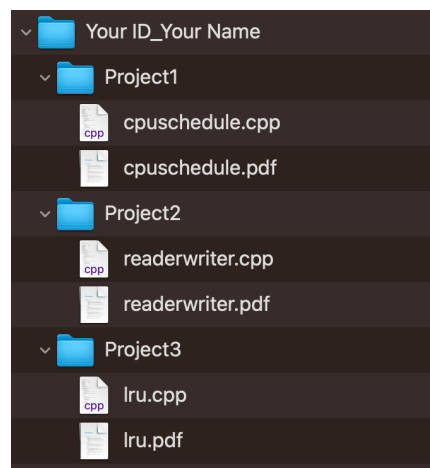 Your ID_Your Name
Project1
cpp
cpuschedule.cpp
cpuschedule.pdf
Project2
cpp
readerwriter.cpp
readerwriter.pdf
Project3
cpp
lru.cpp
lru.pdf